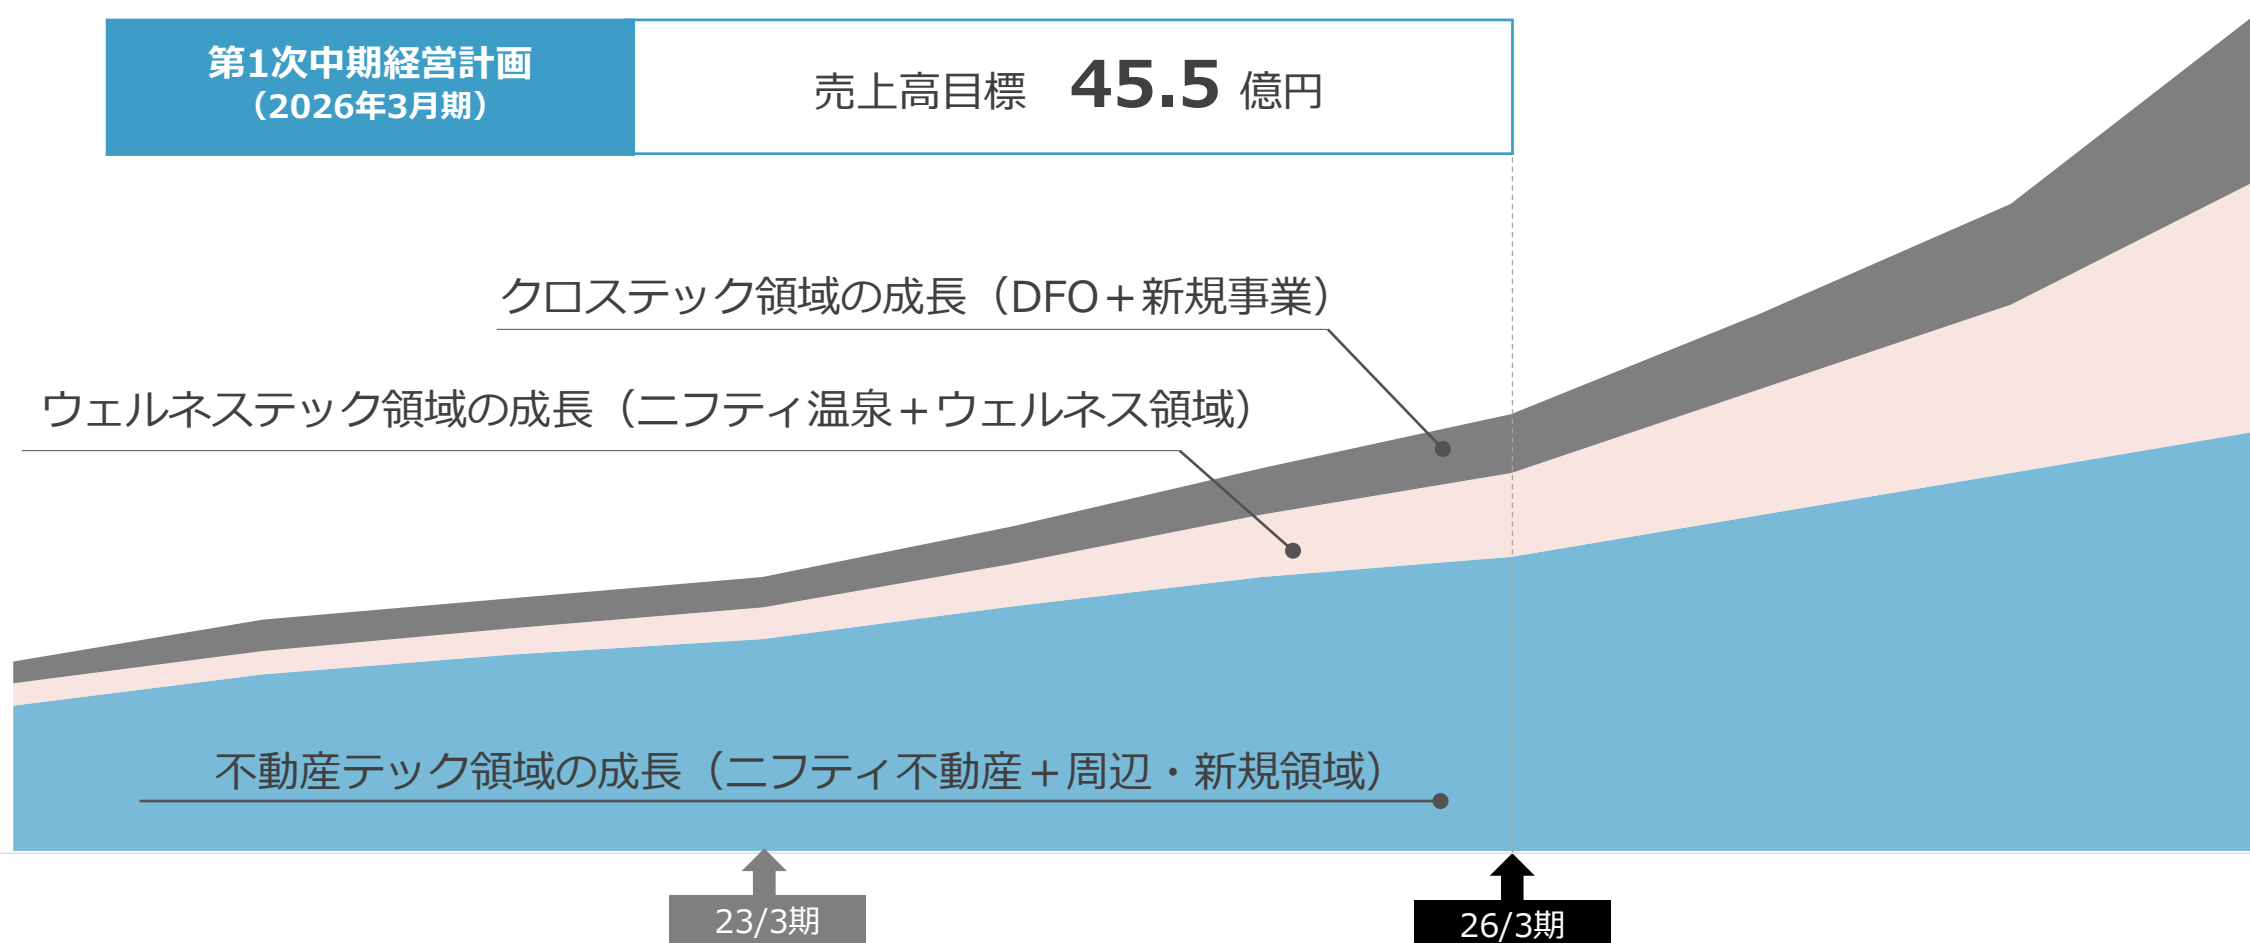 第1次中期経営計画
（2026年3月期）
売上高目標 45.5 億円
クロステック領域の成長（DFO＋新規事業）
ウェルネステック領域の成長（ニフティ温泉＋ウェルネス領域）
不動産テック領域の成長（ニフティ不動産＋周辺・新規領域）
23/3期
26/3期